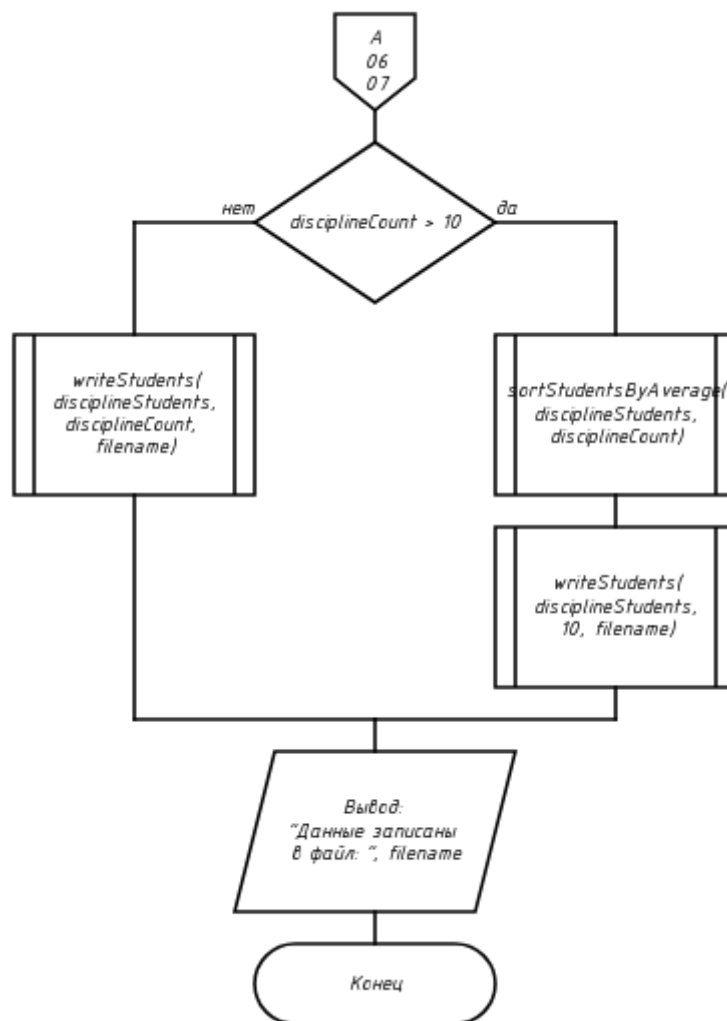 А
06
07
нет
disciplineCount > 10
да
writeStudents(
disciplineStudents,
disciplineCount,
filename)
sortStudentsByAverage(
disciplineStudents,
disciplineCount)
writeStudents(
disciplineStudents,
10, filename)
Вывод:
"Данные записаны
в файл: ", filename
Конец